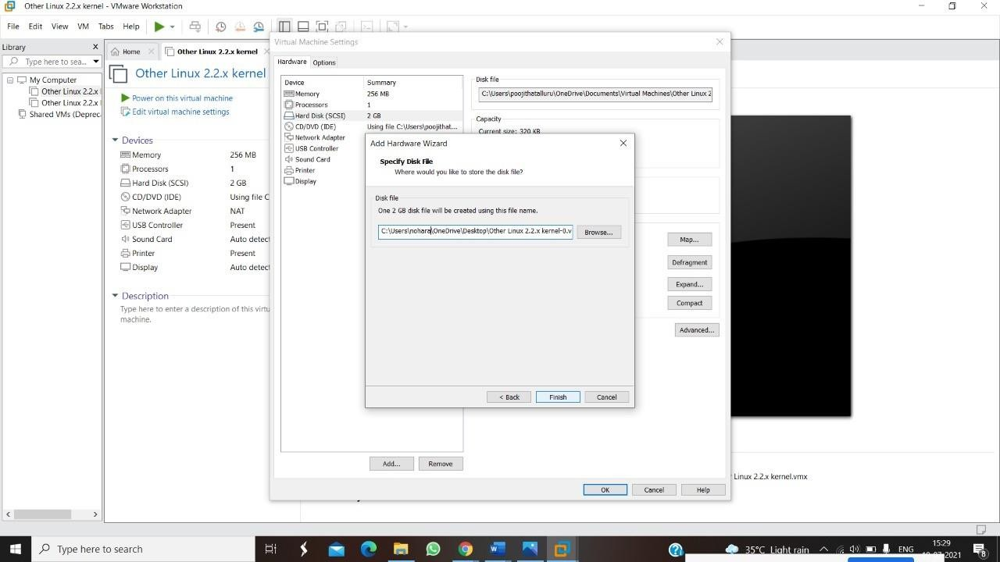 Other Linux 2.2.x kernel - VMware Workstation
File Edit View VM Tabs Help
Library
Type here to sea...
Home
Other Linux 2.2.x kernel
My Computer
Other Linux 2.2.x
Other Linux 2.2.x
Shared VMs (Deprec
Other Linux 2.2.x kernel
Power on this virtual machine
Edit virtual machine settings
Devices
Memory 256 MB
Processors 1
Hard Disk (SCSI) 2 GB
CD/DVD (IDE) Using file C
Network Adapter NAT
USB Controller Present
Sound Card Auto detect
Printer Present
Display Auto detect
Description
Type here to enter a description of this virtu
machine.
Virtual Machine Settings
Hardware Options
Device Summary
Memory 256 MB
Processors 1
Hard Disk (SCSI) 2 GB
CD/DVD (IDE) Using file C:\Users\poojithat...
Network Adapter
USB Controller
Sound Card
Printer
Display
Disk file
C:\Users\poojithatalluru\OneDrive\Documents\Virtual Machines\Other Linux 2
Capacity
Current size: 320 KB
Map...
Defragment
Expand...
Compact
Advanced...
Add Hardware Wizard
Specify Disk File
Where would you like to store the disk file?
Disk file
One 2 GB disk file will be created using this file name.
C:\Users\nohara\OneDrive\Desktop\Other Linux 2.2.x kernel-0.v
Browse...
< Back Finish Cancel
Add... Remove
OK Cancel Help
Linux 2.2.x kernel.vmx
Type here to search
35°C Light rain
ENG
15:29
2021
8